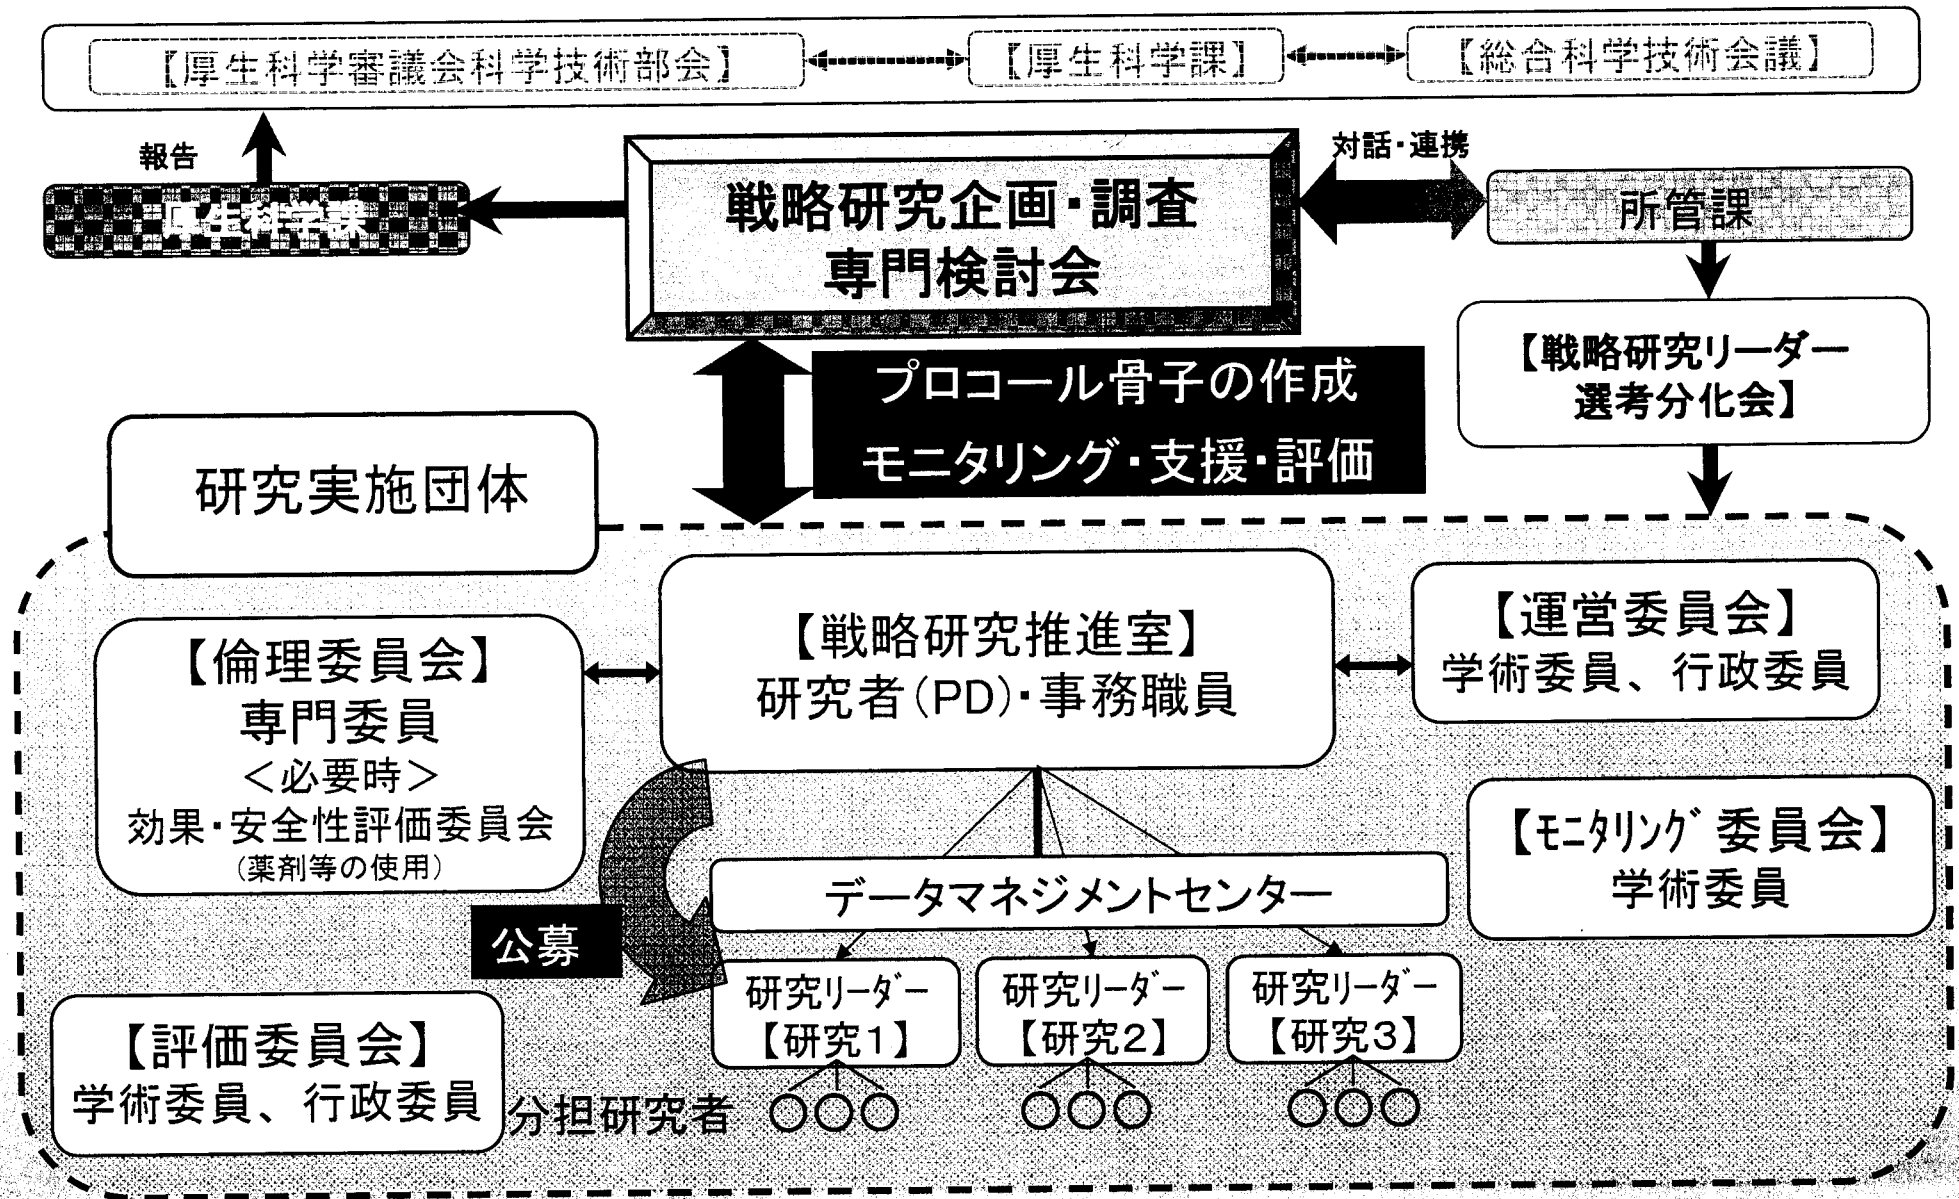 【厚生科学審議会科学技術部会】
【厚生科学課】
【総合科学技術会議】
報告
対話・連携
厚生科学課
戦略研究企画・調査
専門検討会
所管課
【戦略研究リーダー
選考分化会】
プロコール骨子の作成
モニタリング・支援・評価
研究実施団体
【戦略研究推進室】
研究者(PD)・事務職員
【運営委員会】
学術委員、行政委員
【倫理委員会】
専門委員
＜必要時＞
効果・安全性評価委員会
(薬剤等の使用)
【ﾓﾆﾀﾘﾝｸﾞ委員会】
学術委員
データマネジメントセンター
公募
研究ﾘｰﾀﾞｰ
【研究1】
研究ﾘｰﾀﾞｰ
【研究2】
研究ﾘｰﾀﾞｰ
【研究3】
【評価委員会】
学術委員、行政委員
分担研究者